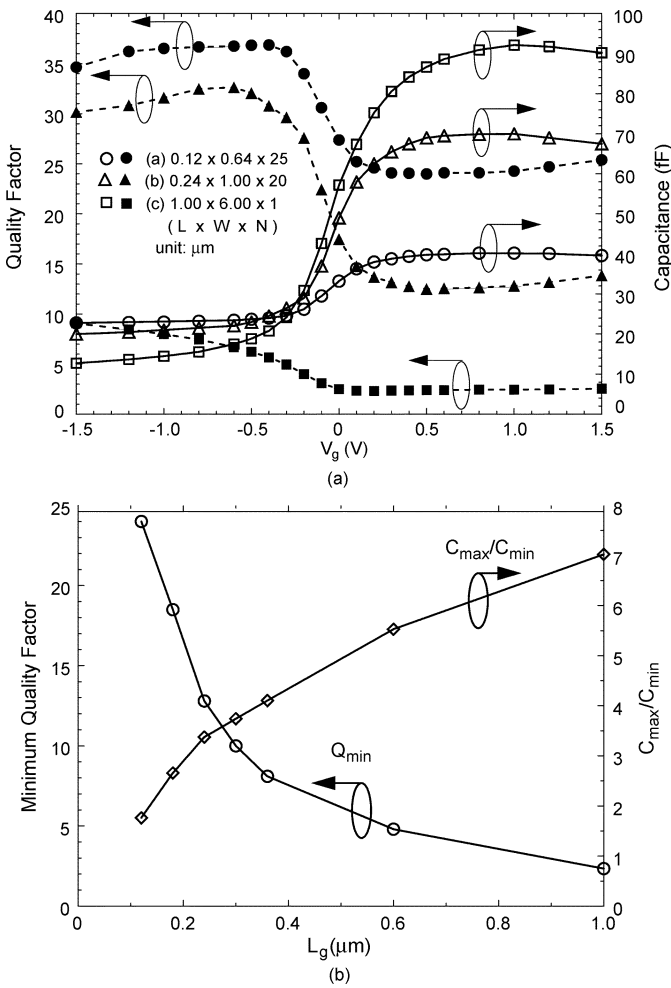 40
35
30
25
20
15
10
5
0
Quality Factor
100
90
80
70
60
50
40
30
20
10
0
Capacitance (fF)
(a) 0.12 x 0.64 x 25
(b) 0.24 x 1.00 x 20
(c) 1.00 x 6.00 x 1
( L x W x N )
unit: μm
-1.5 -1.0 -0.5 0 0.5 1.0 1.5
Vg (V)
(a)
25
20
15
10
5
0
Minimum Quality Factor
8
7
6
5
4
3
2
1
0
Cmax/Cmin
Cmax/Cmin
Qmin
0 0.2 0.4 0.6 0.8 1.0
Lg(μm)
(b)